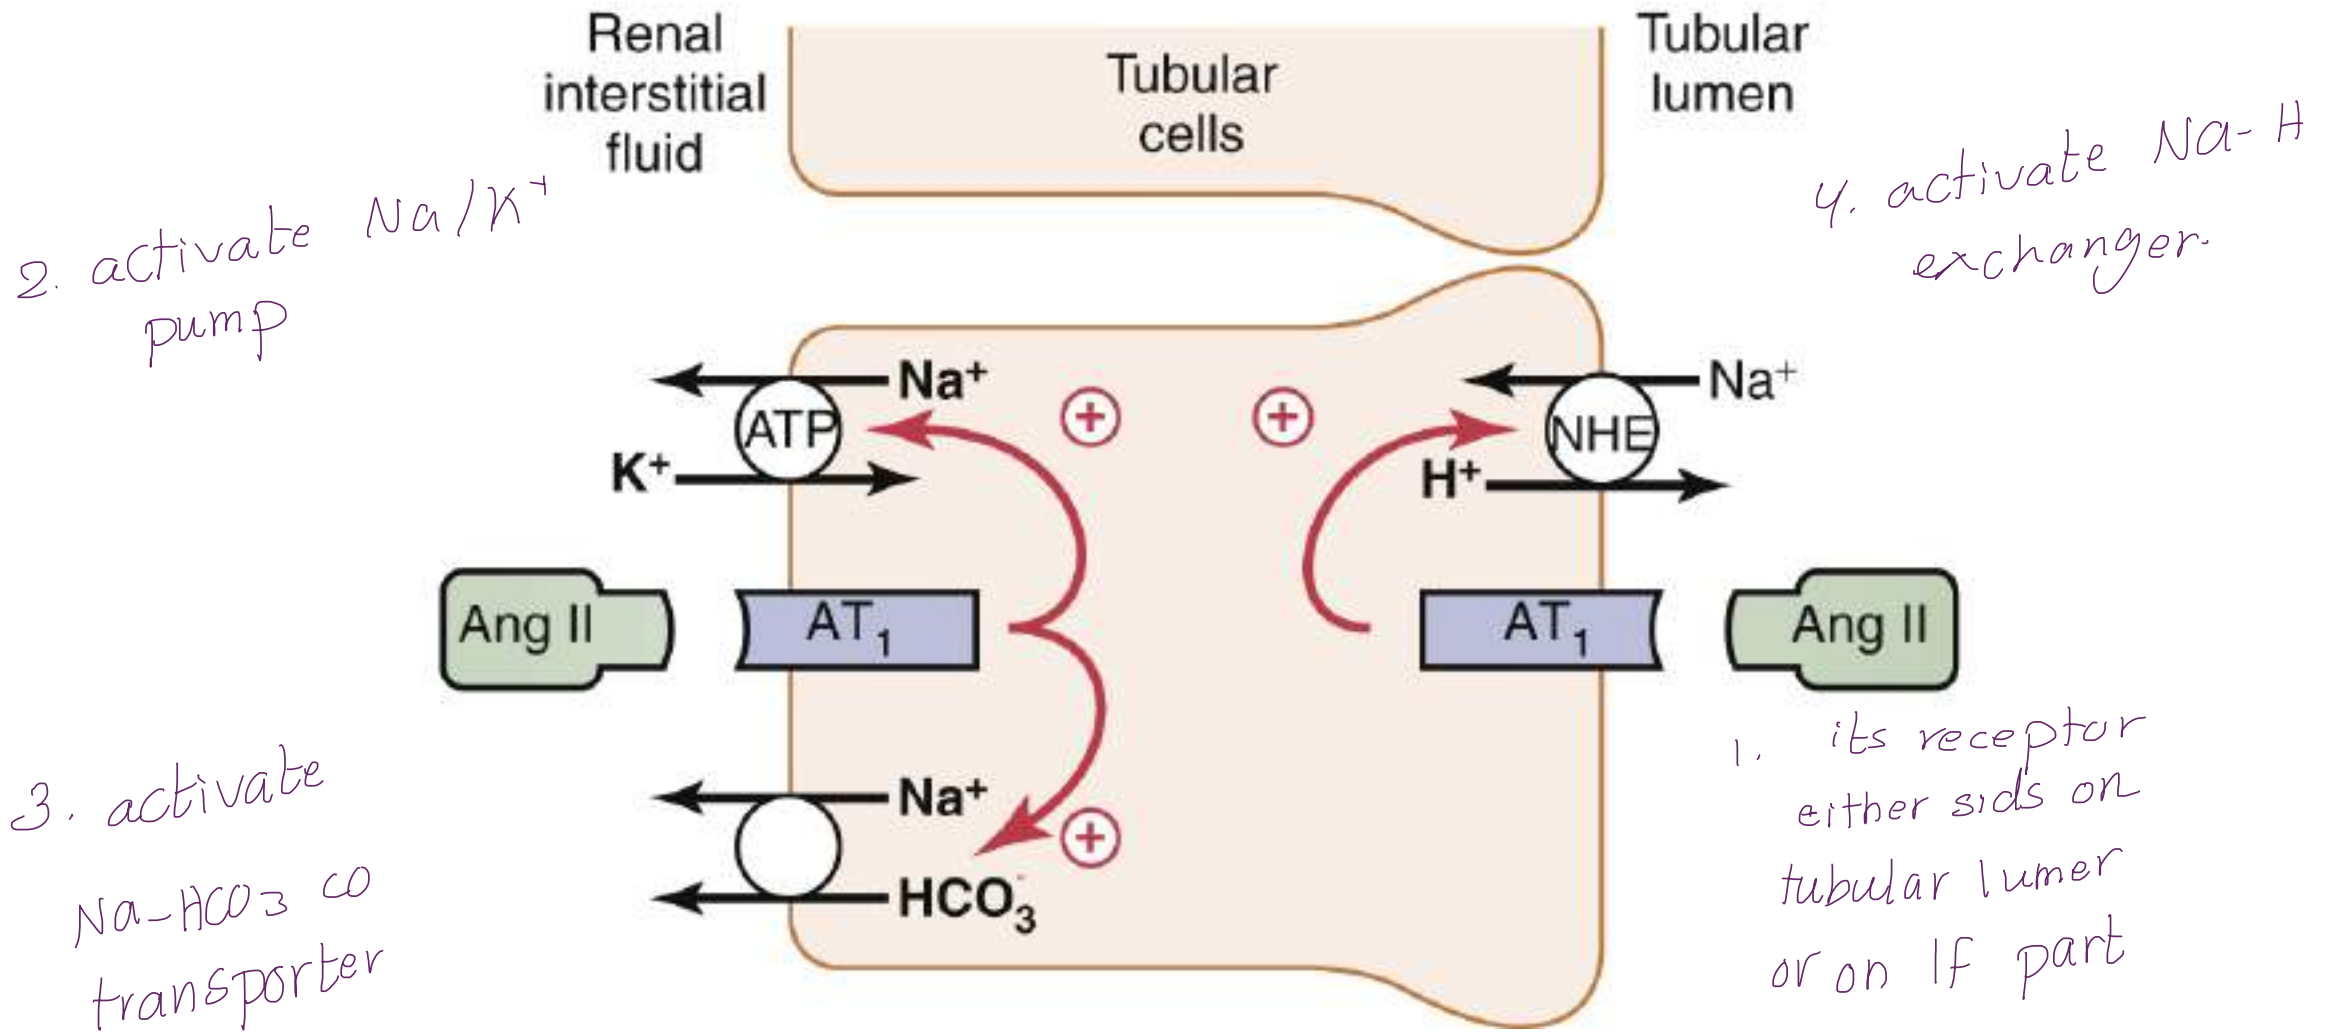 Renal
interstitial
fluid
Tubular
cells
Tubular
lumen
2. activate Na/K+
pump
4. activate Na-H
exchanger.
Na+
ATP
K+
Na+
NHE
H+
Ang II
AT1
AT1
Ang II
3. activate
Na-HCO3 co
transporter
Na+
HCO3-
1. its receptor
either sids on
tubular lumer
or on IF part